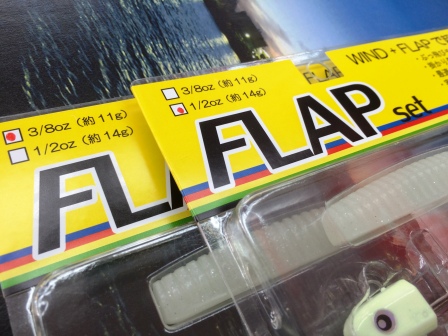 3/8oz (約11g)
1/2oz (約14g)
FLAP
set
WIND + FLAP
FLAP
3/8oz (約11g)
1/2oz (約14g)